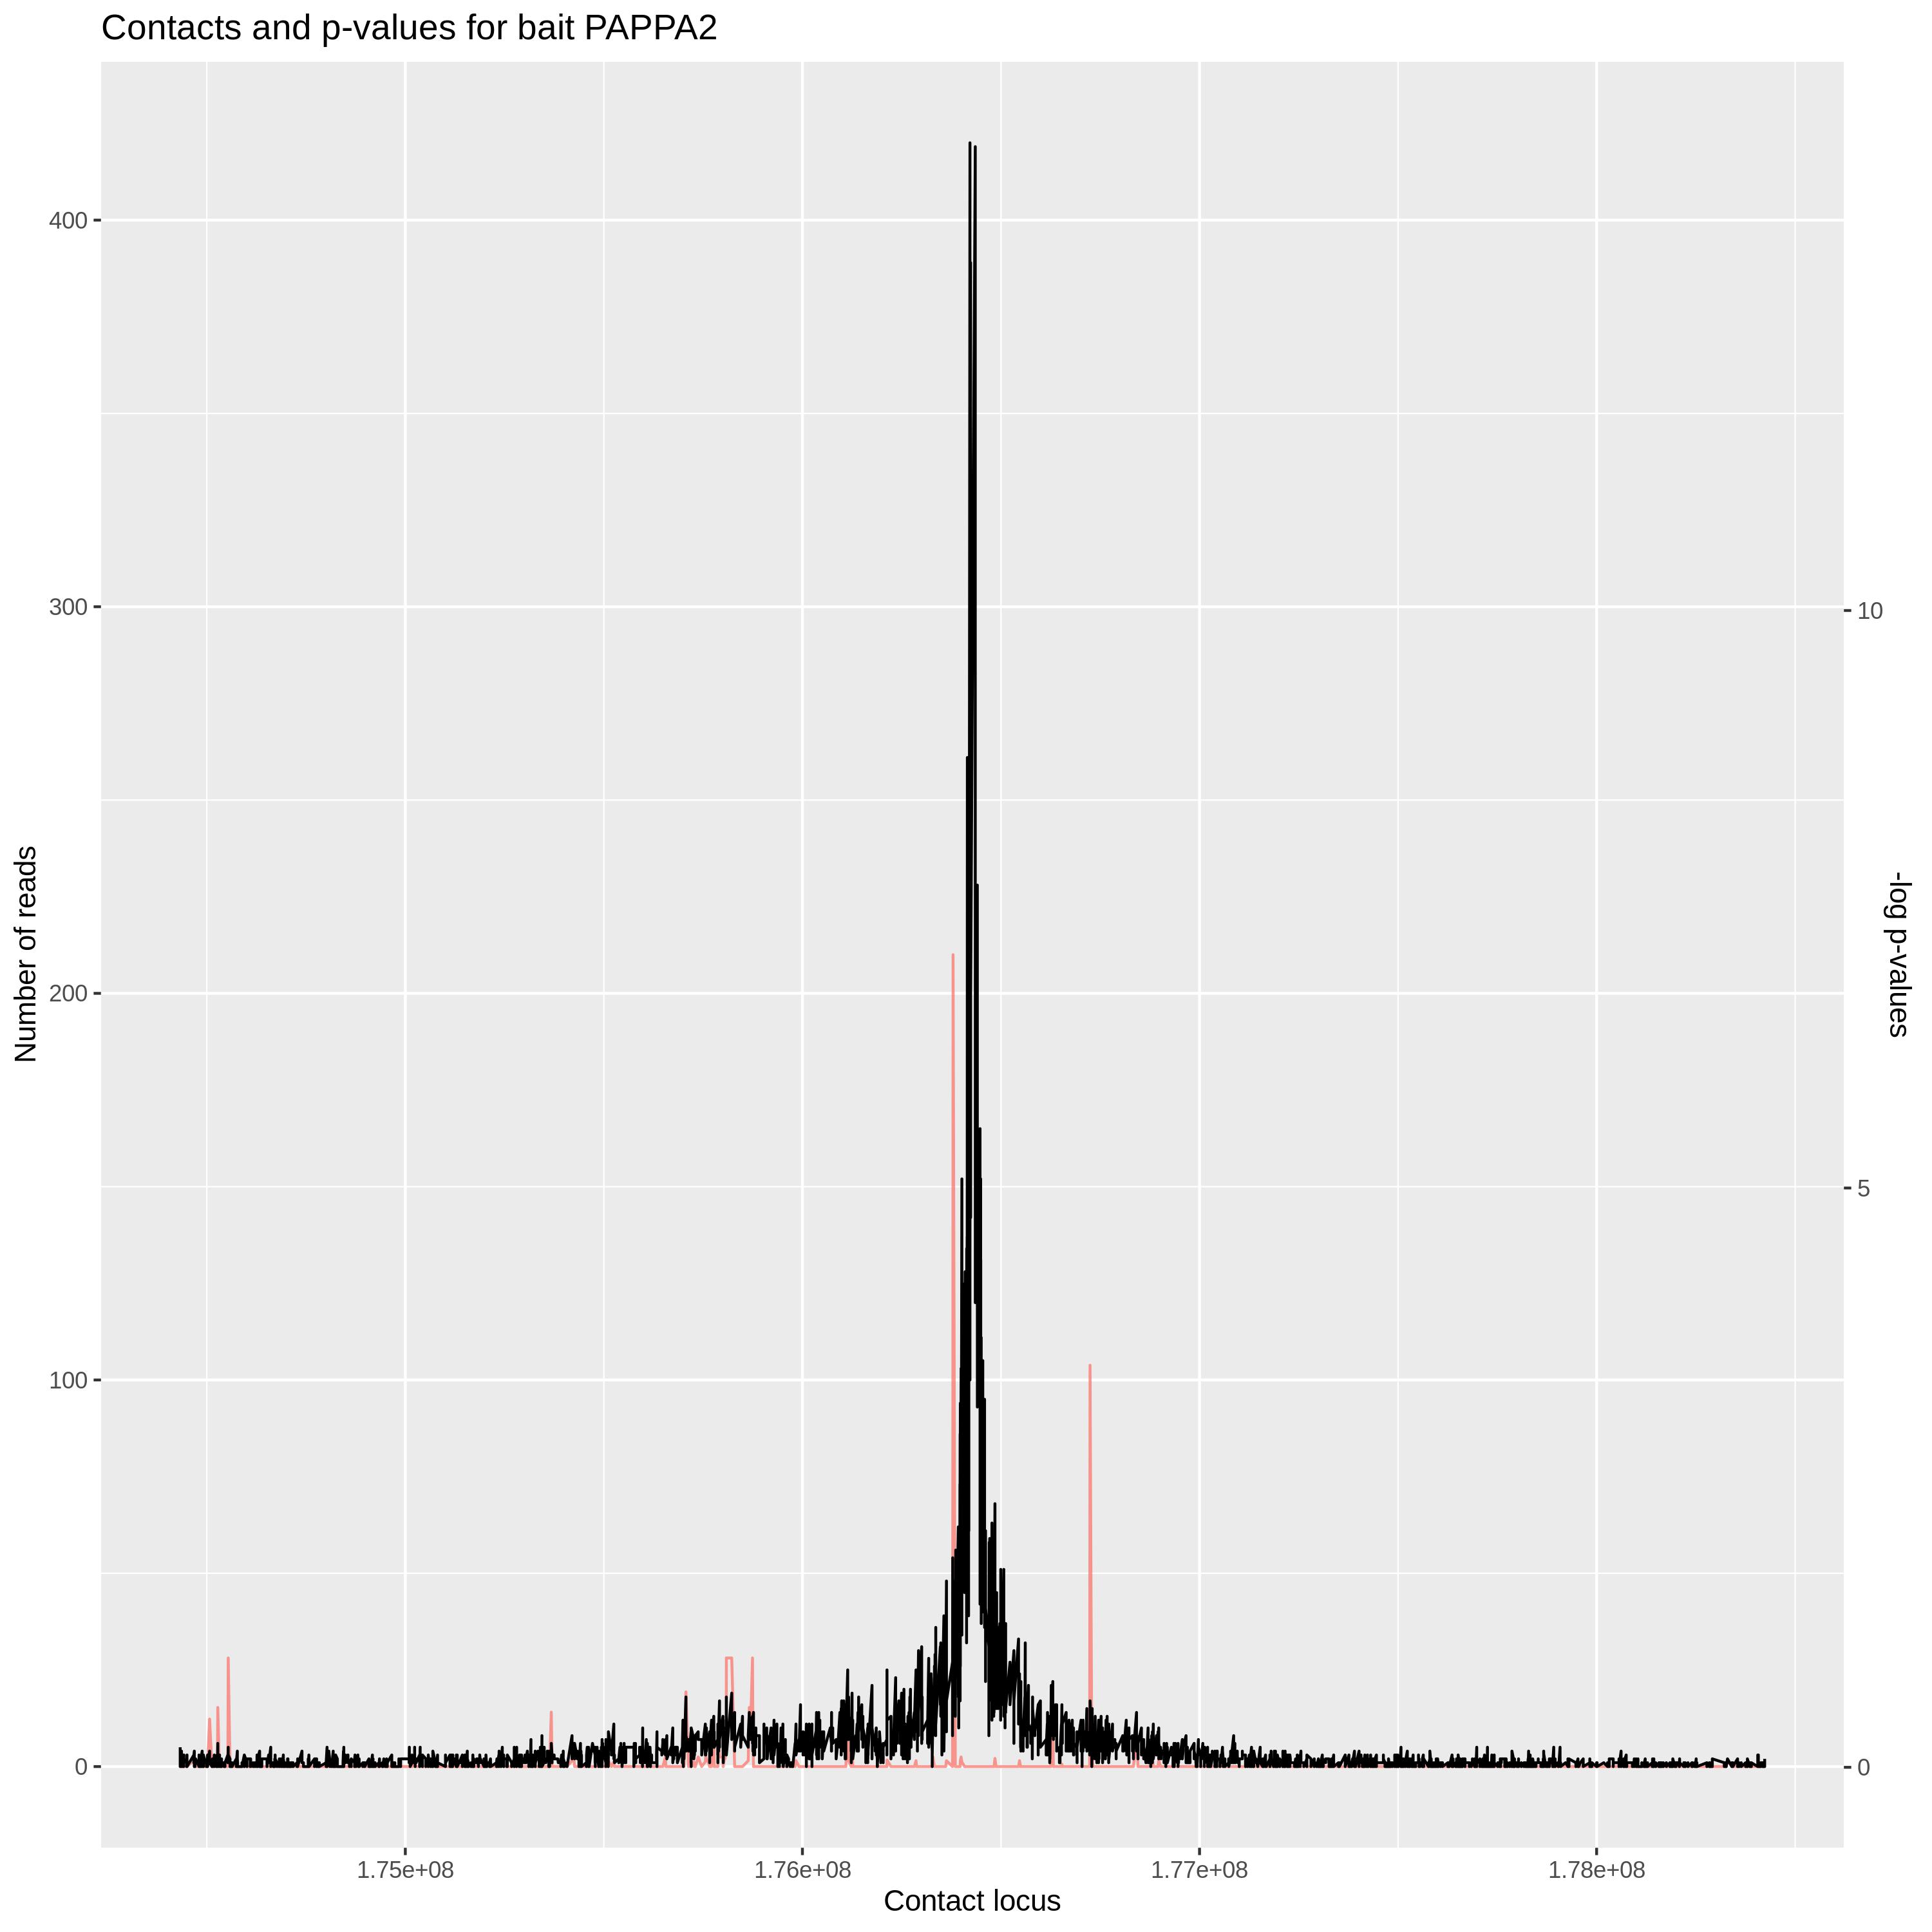 Contacts and p-values for bait PAPPA2
400
300
200
100
0
10
5
0
Number of reads
-log p-values
1.75e+08
1.76e+08
1.77e+08
1.78e+08
Contact locus